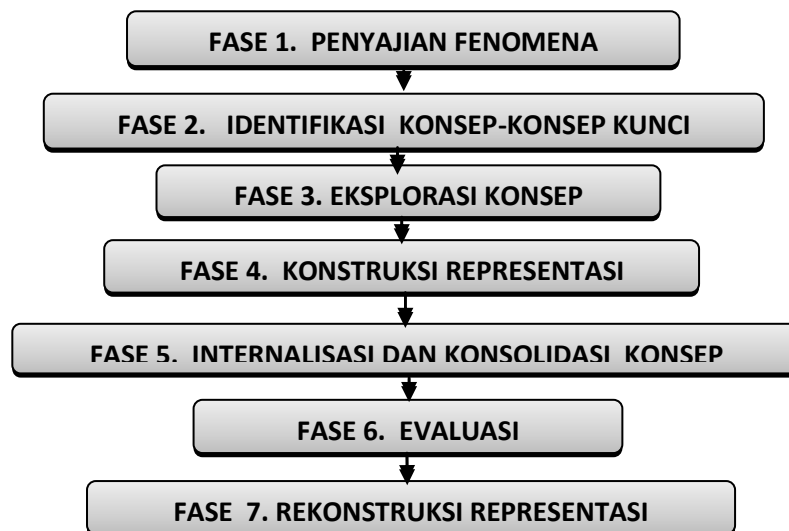 FASE 1. PENYAJIAN FENOMENA
FASE 2. IDENTIFIKASI KONSEP-KONSEP KUNCI
FASE 3. EKSPLORASI KONSEP
FASE 4. KONSTRUKSI REPRESENTASI
FASE 5. INTERNALISASI DAN KONSOLIDASI KONSEP
FASE 6. EVALUASI
FASE 7. REKONSTRUKSI REPRESENTASI